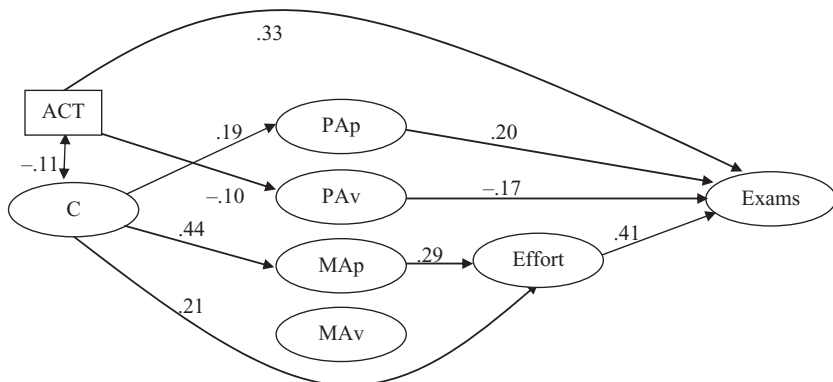 .33
ACT
.19
PAp
.20
–.11
–.10
PAv
–.17
Exams
C
.44
MAp
.29
Effort
.41
.21
MAv